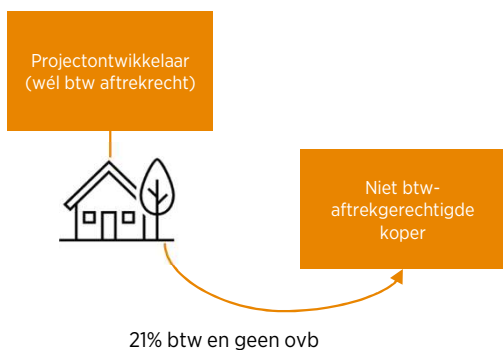 Projectontwikkelaar
(wél btw aftrekrecht)
Niet btw-
aftrekgerechtigde
koper
21% btw en geen ovb